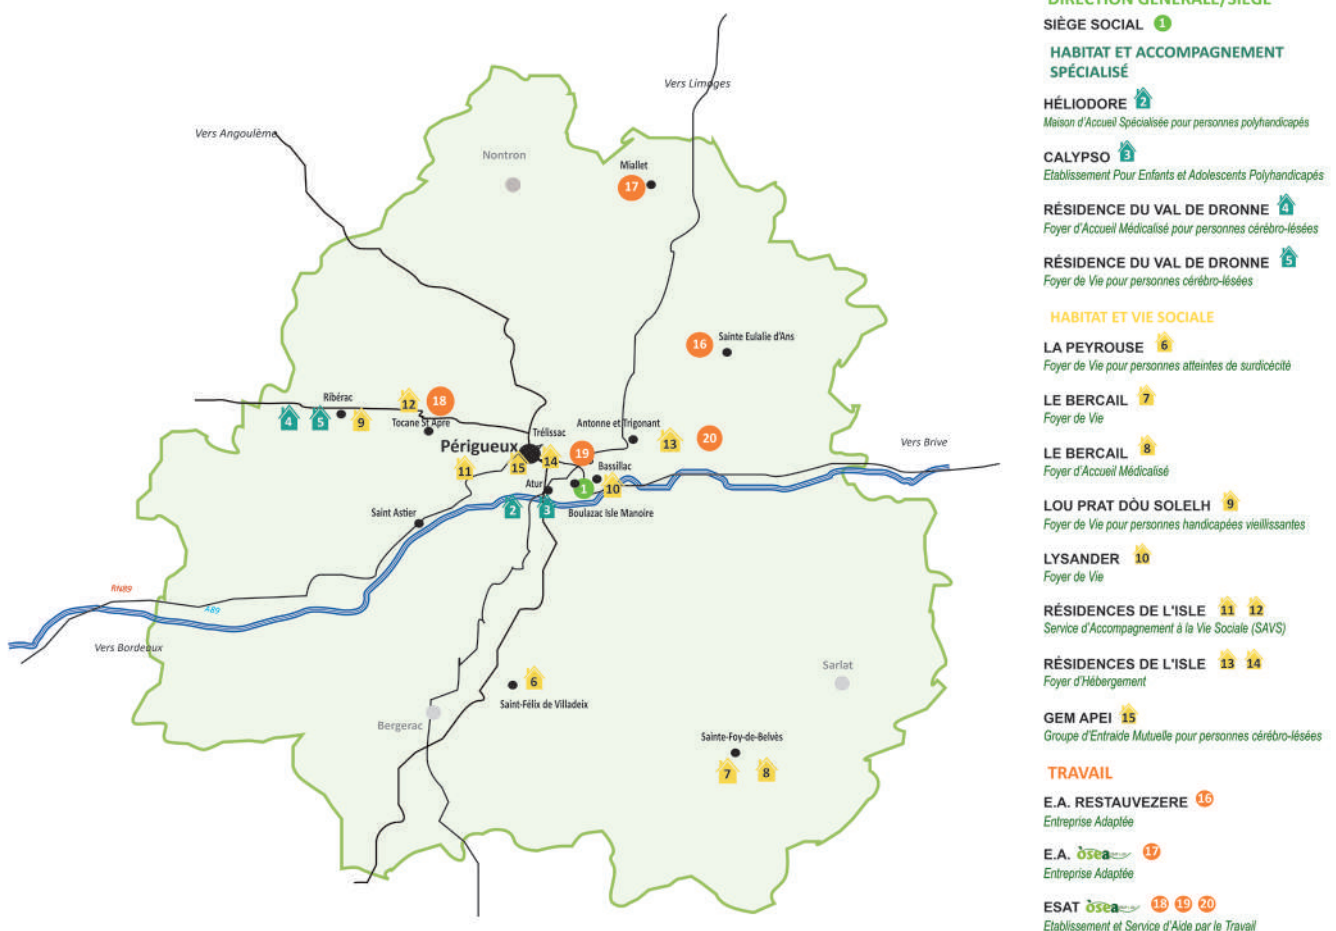 Vers Limoges
Vers Angoulème
Nontron
Miallet
17
16
Sainte Eulalie d'Ans
Ribérac
4
5
9
12
18
Tocane St Apre
Trélissac
Antonne et Trigonant
13
20
Périgueux
19
Vers Brive
11
15
14
Bassillac
Atur
1
10
2
3
Boulazac Isle Manoire
Saint Astier
RN89
A89
Vers Bordeaux
6
Saint-Félix de Villadeix
Sarlat
Bergerac
Sainte-Foy-de-Belvès
7
8
DIRECTION GÉNÉRALE/SIÈGE
SIÈGE SOCIAL 1
HABITAT ET ACCOMPAGNEMENT
SPÉCIALISÉ
HÉLIODORE 2
Maison d'Accueil Spécialisée pour personnes polyhandicapés
CALYPSO 3
Etablissement Pour Enfants et Adolescents Polyhandicapés
RÉSIDENCE DU VAL DE DRONNE 4
Foyer d'Accueil Médicalisé pour personnes cérébro-lésées
RÉSIDENCE DU VAL DE DRONNE 5
Foyer de Vie pour personnes cérébro-lésées
HABITAT ET VIE SOCIALE
LA PEYROUSE 6
Foyer de Vie pour personnes atteintes de surdicécité
LE BERCAIL 7
Foyer de Vie
LE BERCAIL 8
Foyer d'Accueil Médicalisé
LOU PRAT DÒU SOLELH 9
Foyer de Vie pour personnes handicapées vieillissantes
LYSANDER 10
Foyer de Vie
RÉSIDENCES DE L'ISLE 11 12
Service d'Accompagnement à la Vie Sociale (SAVS)
RÉSIDENCES DE L'ISLE 13 14
Foyer d'Hébergement
GEM APEI 15
Groupe d'Entraide Mutuelle pour personnes cérébro-lésées
TRAVAIL
E.A. RESTAUVEZERE 16
Entreprise Adaptée
E.A. òsea 17
Entreprise Adaptée
ESAT òsea 18 19 20
Etablissement et Service d'Aide par le Travail